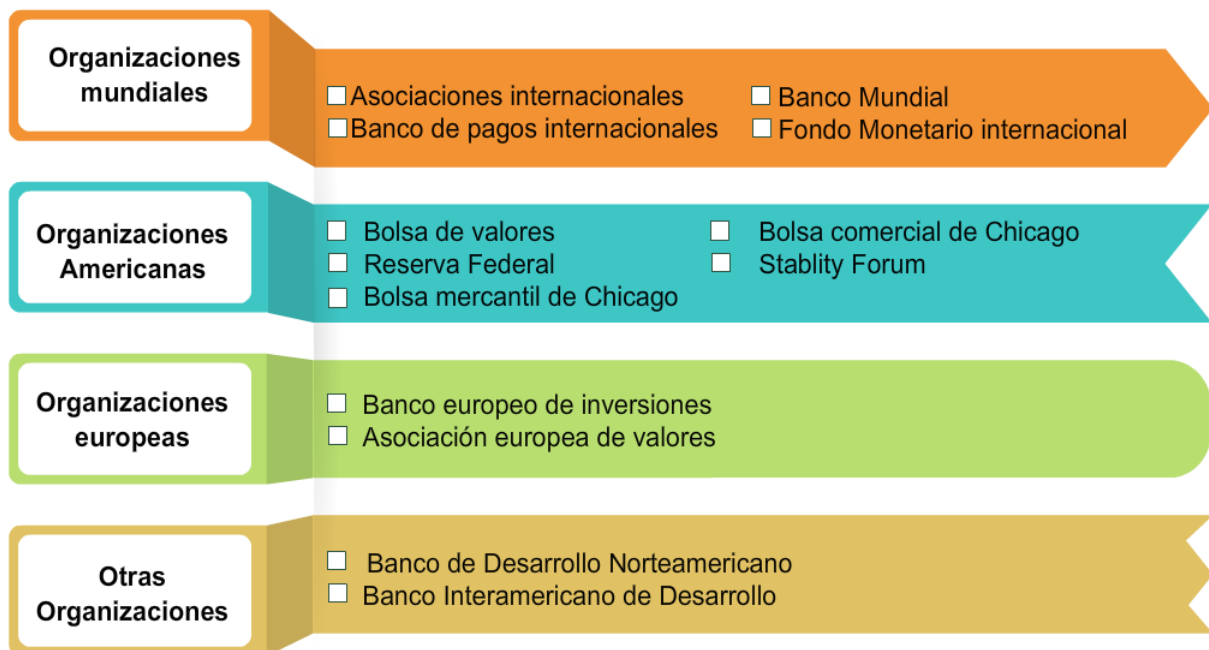 Organizaciones
mundiales
Asociaciones internacionales
Banco de pagos internacionales
Banco Mundial
Fondo Monetario internacional
Organizaciones
Americanas
Bolsa de valores
Reserva Federal
Bolsa mercantil de Chicago
Bolsa comercial de Chicago
Stablity Forum
Organizaciones
europeas
Banco europeo de inversiones
Asociación europea de valores
Otras
Organizaciones
Banco de Desarrollo Norteamericano
Banco Interamericano de Desarrollo